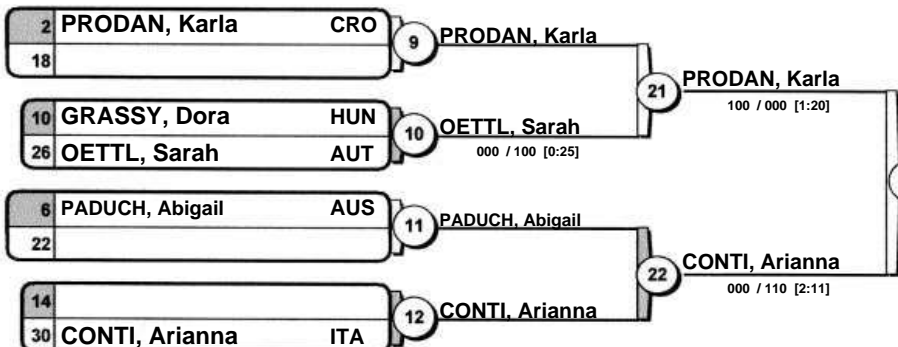 2 PRODAN, Karla CRO
18
9 PRODAN, Karla
10 GRASSY, Dora HUN
26 OETTL, Sarah AUT
10 OETTL, Sarah
000 / 100 [0:25]
21 PRODAN, Karla
100 / 000 [1:20]
6 PADUCH, Abigail AUS
22
11 PADUCH, Abigail
14
30 CONTI, Arianna ITA
12 CONTI, Arianna
22 CONTI, Arianna
000 / 110 [2:11]